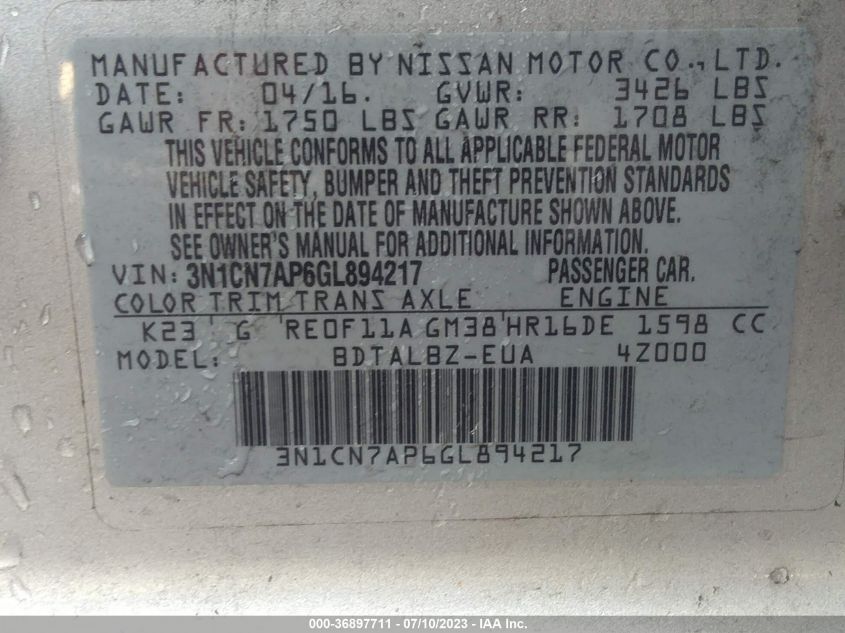 MANUFACTURED BY NISSAN MOTOR CO., LTD.
DATE: 04/16. GVWR: 3426 LBS
GAWR FR: 1750 LBS GAWR RR: 1708 LBS
THIS VEHICLE CONFORMS TO ALL APPLICABLE FEDERAL MOTOR
VEHICLE SAFETY, BUMPER AND THEFT PREVENTION STANDARDS
IN EFFECT ON THE DATE OF MANUFACTURE SHOWN ABOVE.
SEE OWNER'S MANUAL FOR ADDITIONAL INFORMATION.
VIN: 3N1CN7AP6GL894217 PASSENGER CAR.
COLOR TRIM TRANS AXLE ENGINE
K23 G RE0F11A GM38 HR16DE 1598 CC
MODEL: BDTALBZ-EUA 4Z000
3N1CN7AP6GL894217
000-36897711 - 07/10/2023 - IAA Inc.